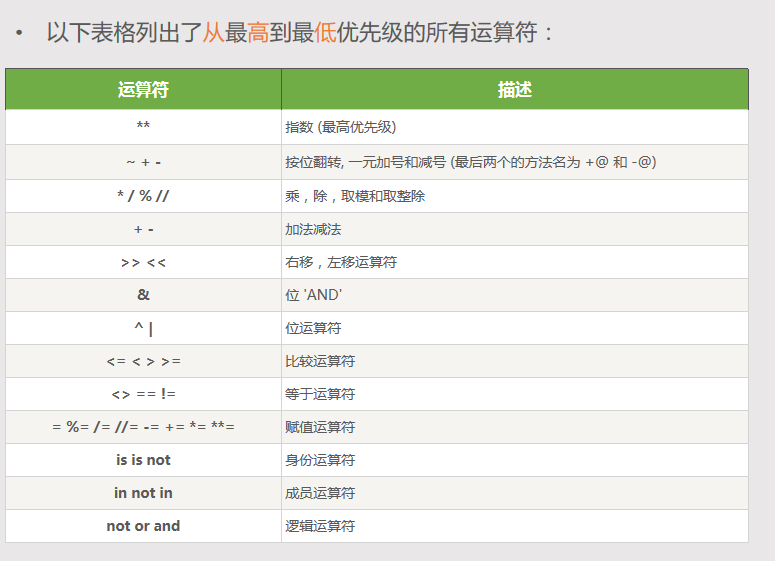 • 以下表格列出了从最高到最低优先级的所有运算符：
运算符 描述
** 指数 (最高优先级)
~ + - 按位翻转, 一元加号和减号 (最后两个的方法名为 +@ 和 -@)
* / % // 乘，除，取模和取整除
+ - 加法减法
>> << 右移，左移运算符
& 位 'AND'
^ | 位运算符
<= < > >= 比较运算符
<> == != 等于运算符
= %= /= //= -= += *= **= 赋值运算符
is is not 身份运算符
in not in 成员运算符
not or and 逻辑运算符